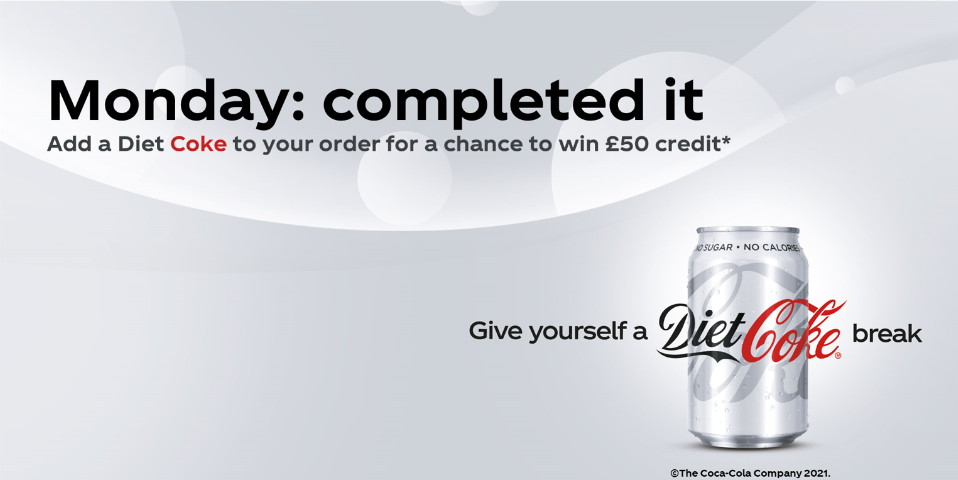 Monday: completed it
Add a Diet Coke to your order for a chance to win £50 credit*
NO SUGAR • NO CALORIES
Give yourself a Diet Coke® break
©The Coca-Cola Company 2021.